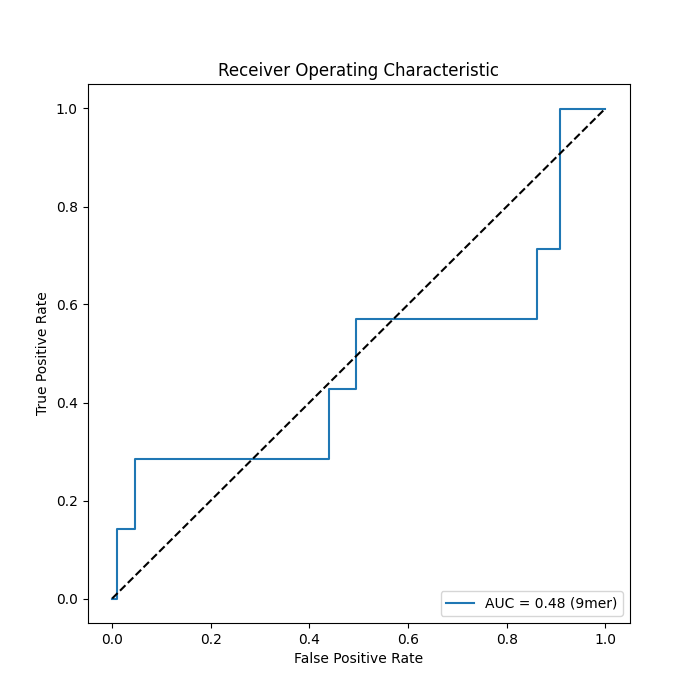 Receiver Operating Characteristic
1.0
0.8
0.6
0.4
0.2
0.0
True Positive Rate
AUC = 0.48 (9mer)
0.0 0.2 0.4 0.6 0.8 1.0
False Positive Rate